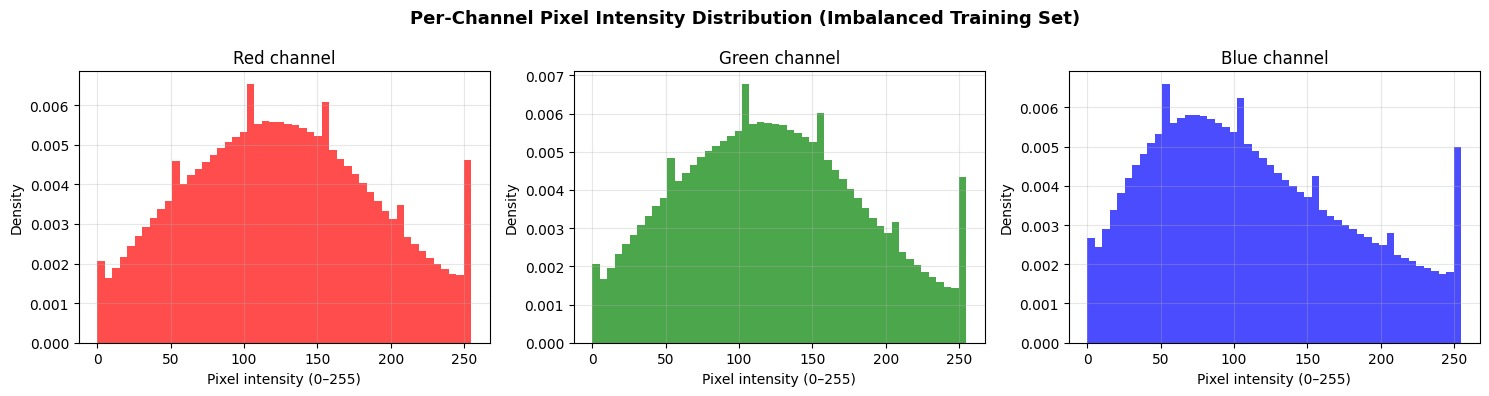 Per-Channel Pixel Intensity Distribution (Imbalanced Training Set)
Red channel
Density
0.006
0.005
0.004
0.003
0.002
0.001
0.000
0 50 100 150 200 250
Pixel intensity (0–255)
Green channel
Density
0.007
0.006
0.005
0.004
0.003
0.002
0.001
0.000
0 50 100 150 200 250
Pixel intensity (0–255)
Blue channel
Density
0.006
0.005
0.004
0.003
0.002
0.001
0.000
0 50 100 150 200 250
Pixel intensity (0–255)